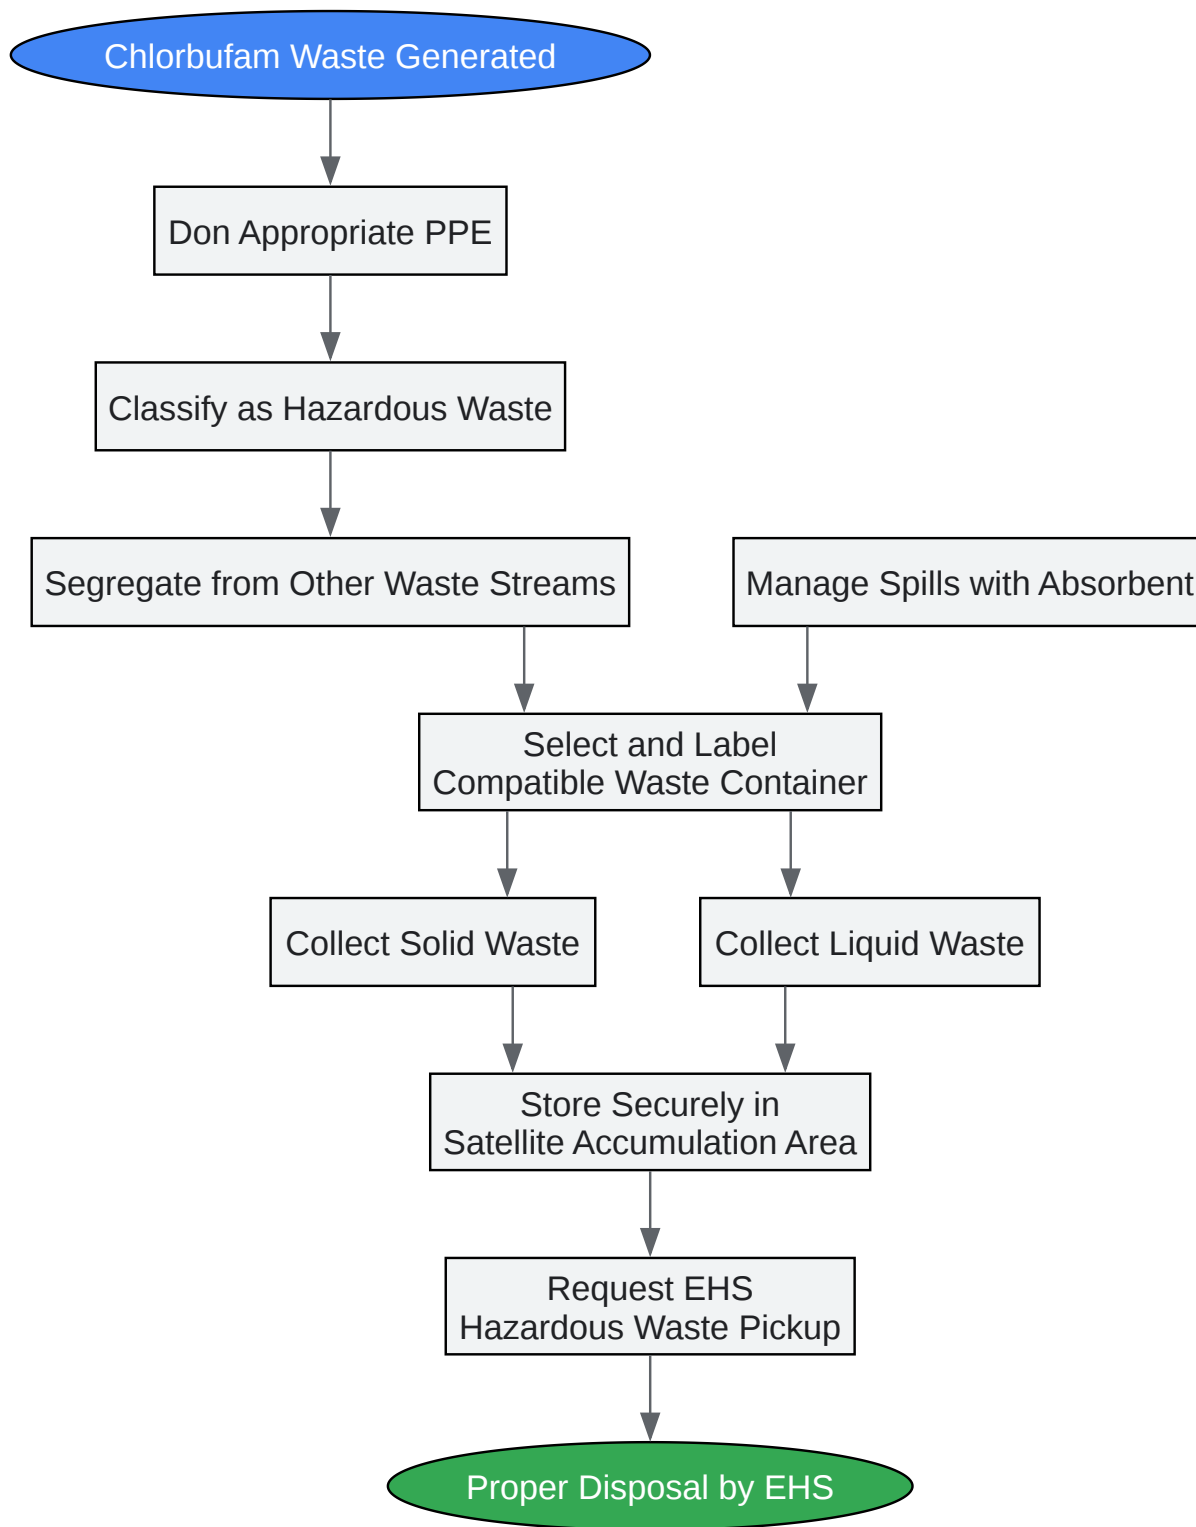 Chlorbufam Waste Generated
Don Appropriate PPE
Classify as Hazardous Waste
Segregate from Other Waste Streams
Manage Spills with Absorbent
Select and Label
Compatible Waste Container
Collect Solid Waste
Collect Liquid Waste
Store Securely in
Satellite Accumulation Area
Request EHS
Hazardous Waste Pickup
Proper Disposal by EHS